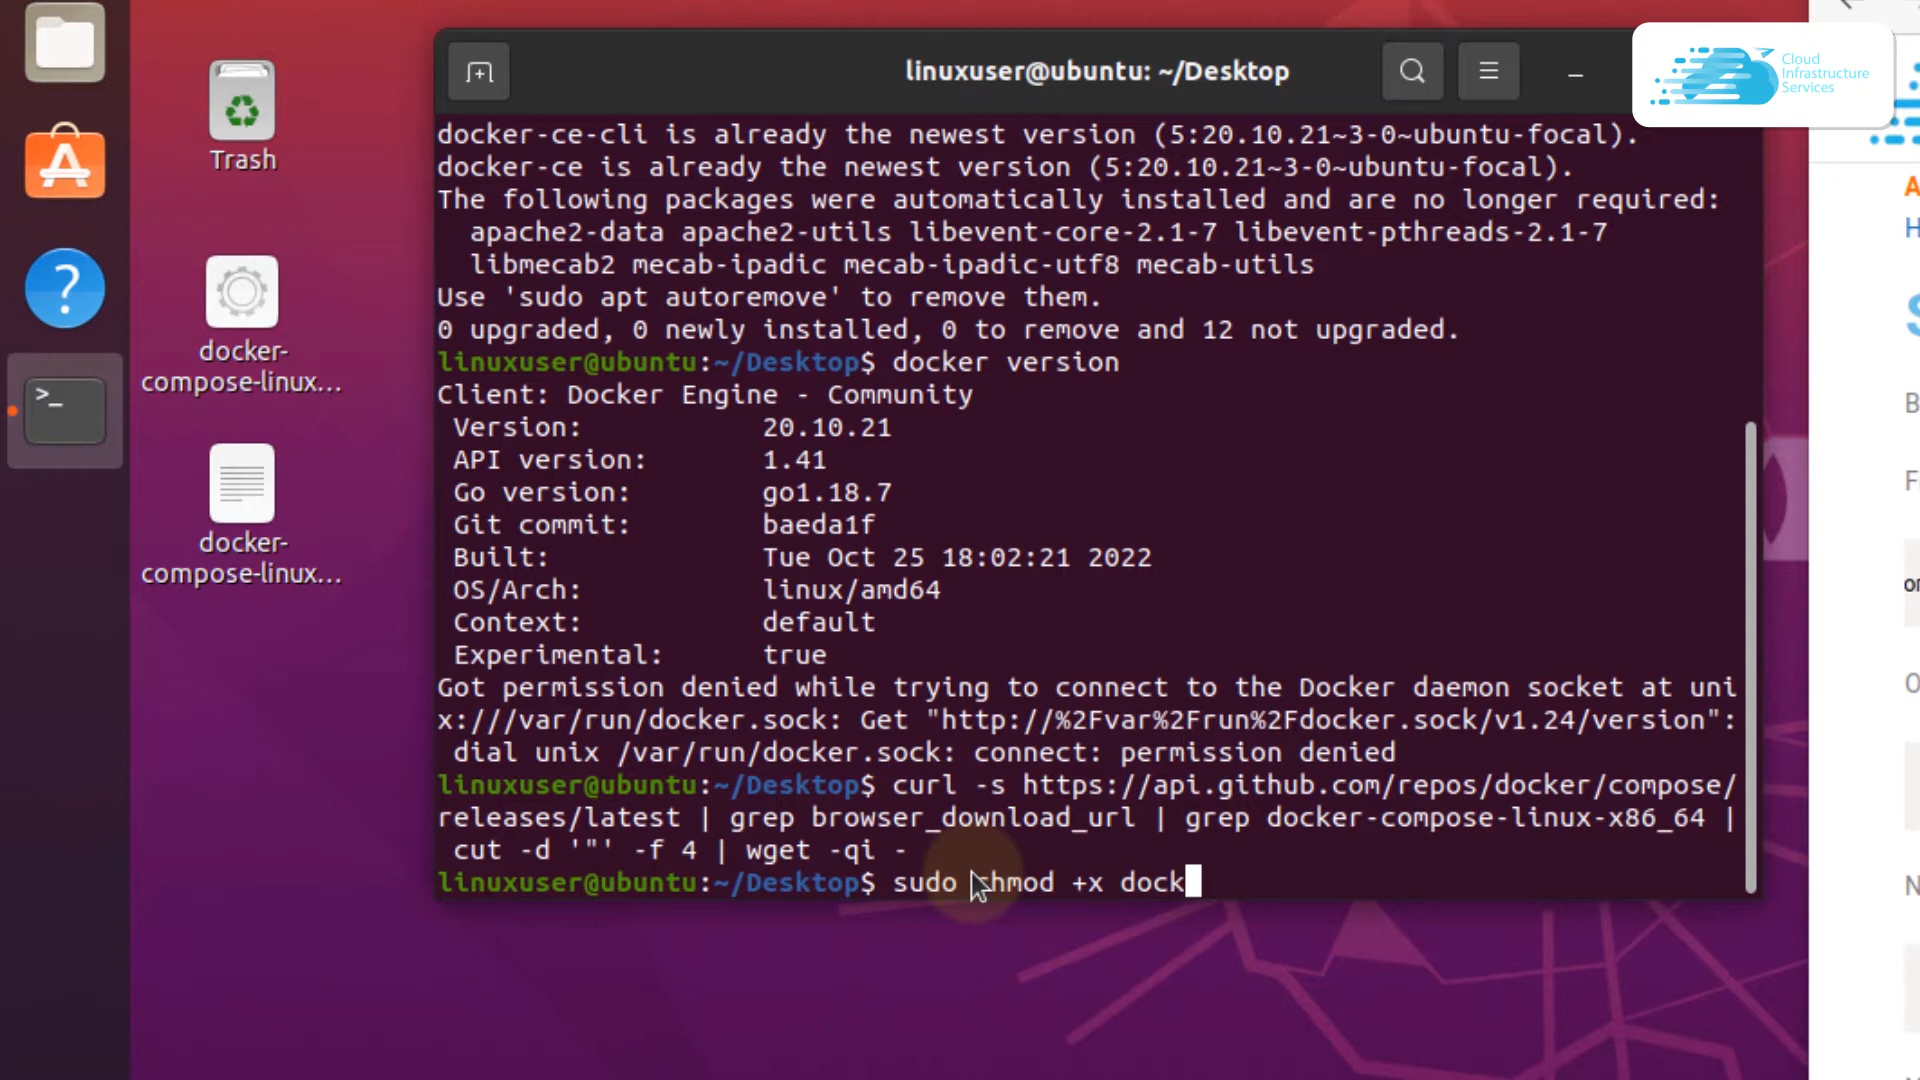 linuxuser@ubuntu: ~/Desktop
Cloud
Infrastructure
Services
Trash
docker-
compose-linux...
docker-
compose-linux...
docker-ce-cli is already the newest version (5:20.10.21~3-0~ubuntu-focal).
docker-ce is already the newest version (5:20.10.21~3-0~ubuntu-focal).
The following packages were automatically installed and are no longer required:
apache2-data apache2-utils libevent-core-2.1-7 libevent-pthreads-2.1-7
libmecab2 mecab-ipadic mecab-ipadic-utf8 mecab-utils
Use 'sudo apt autoremove' to remove them.
0 upgraded, 0 newly installed, 0 to remove and 12 not upgraded.
linuxuser@ubuntu:~/Desktop$ docker version
Client: Docker Engine - Community
Version: 20.10.21
API version: 1.41
Go version: go1.18.7
Git commit: baeda1f
Built: Tue Oct 25 18:02:21 2022
OS/Arch: linux/amd64
Context: default
Experimental: true
Got permission denied while trying to connect to the Docker daemon socket at uni
x:///var/run/docker.sock: Get "http://%2Fvar%2Frun%2Fdocker.sock/v1.24/version":
dial unix /var/run/docker.sock: connect: permission denied
linuxuser@ubuntu:~/Desktop$ curl -s https://api.github.com/repos/docker/compose/
releases/latest | grep browser_download_url | grep docker-compose-linux-x86_64 |
cut -d '"' -f 4 | wget -qi -
linuxuser@ubuntu:~/Desktop$ sudo chmod +x dock